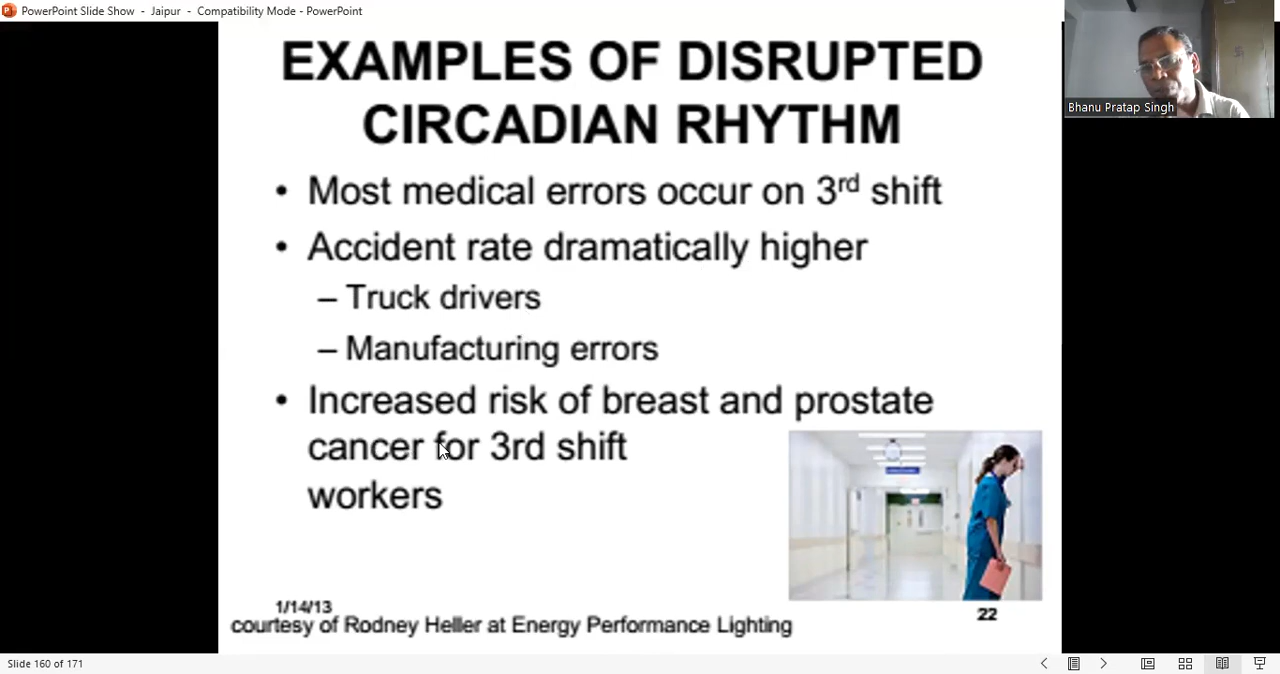 PowerPoint Slide Show - Jaipur - Compatibility Mode - PowerPoint
EXAMPLES OF DISRUPTED
CIRCADIAN RHYTHM
• Most medical errors occur on 3rd shift
• Accident rate dramatically higher
– Truck drivers
– Manufacturing errors
• Increased risk of breast and prostate
cancer for 3rd shift
workers
1/14/13
22
courtesy of Rodney Heller at Energy Performance Lighting
Bhanu Pratap Singh
Slide 160 of 171